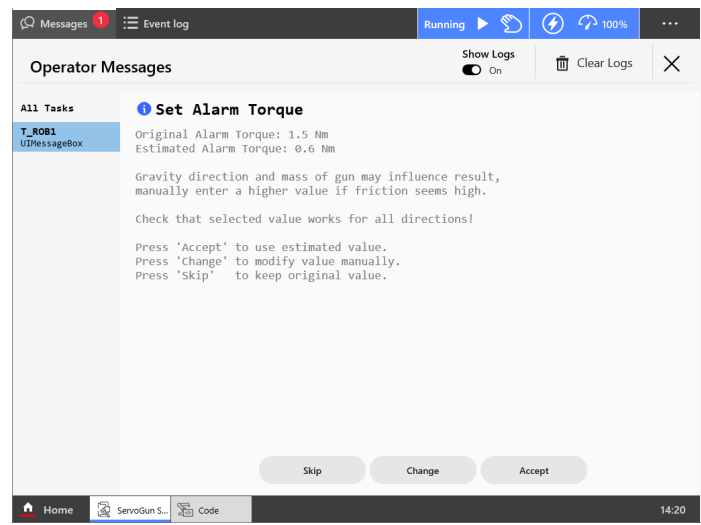 Messages 1
Event log
Running
100%
...
Operator Messages
Show Logs
On
Clear Logs
All Tasks
T_ROB1
UIMessageBox
Set Alarm Torque
Original Alarm Torque: 1.5 Nm
Estimated Alarm Torque: 0.6 Nm
Gravity direction and mass of gun may influence result,
manually enter a higher value if friction seems high.
Check that selected value works for all directions!
Press 'Accept' to use estimated value.
Press 'Change' to modify value manually.
Press 'Skip'   to keep original value.
Skip
Change
Accept
Home
ServoGun S...
Code
14:20